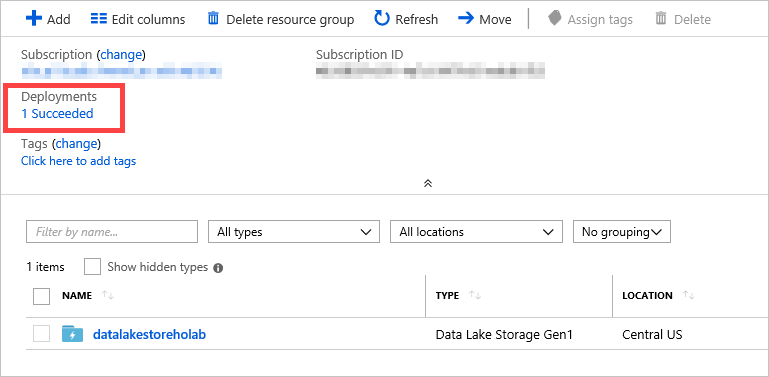 Add Edit columns Delete resource group Refresh Move Assign tags Delete
Subscription (change) Subscription ID
Deployments
1 Succeeded
Tags (change)
Click here to add tags
Filter by name... All types All locations No grouping
1 items Show hidden types
NAME TYPE LOCATION
datalakestoreholab Data Lake Storage Gen1 Central US